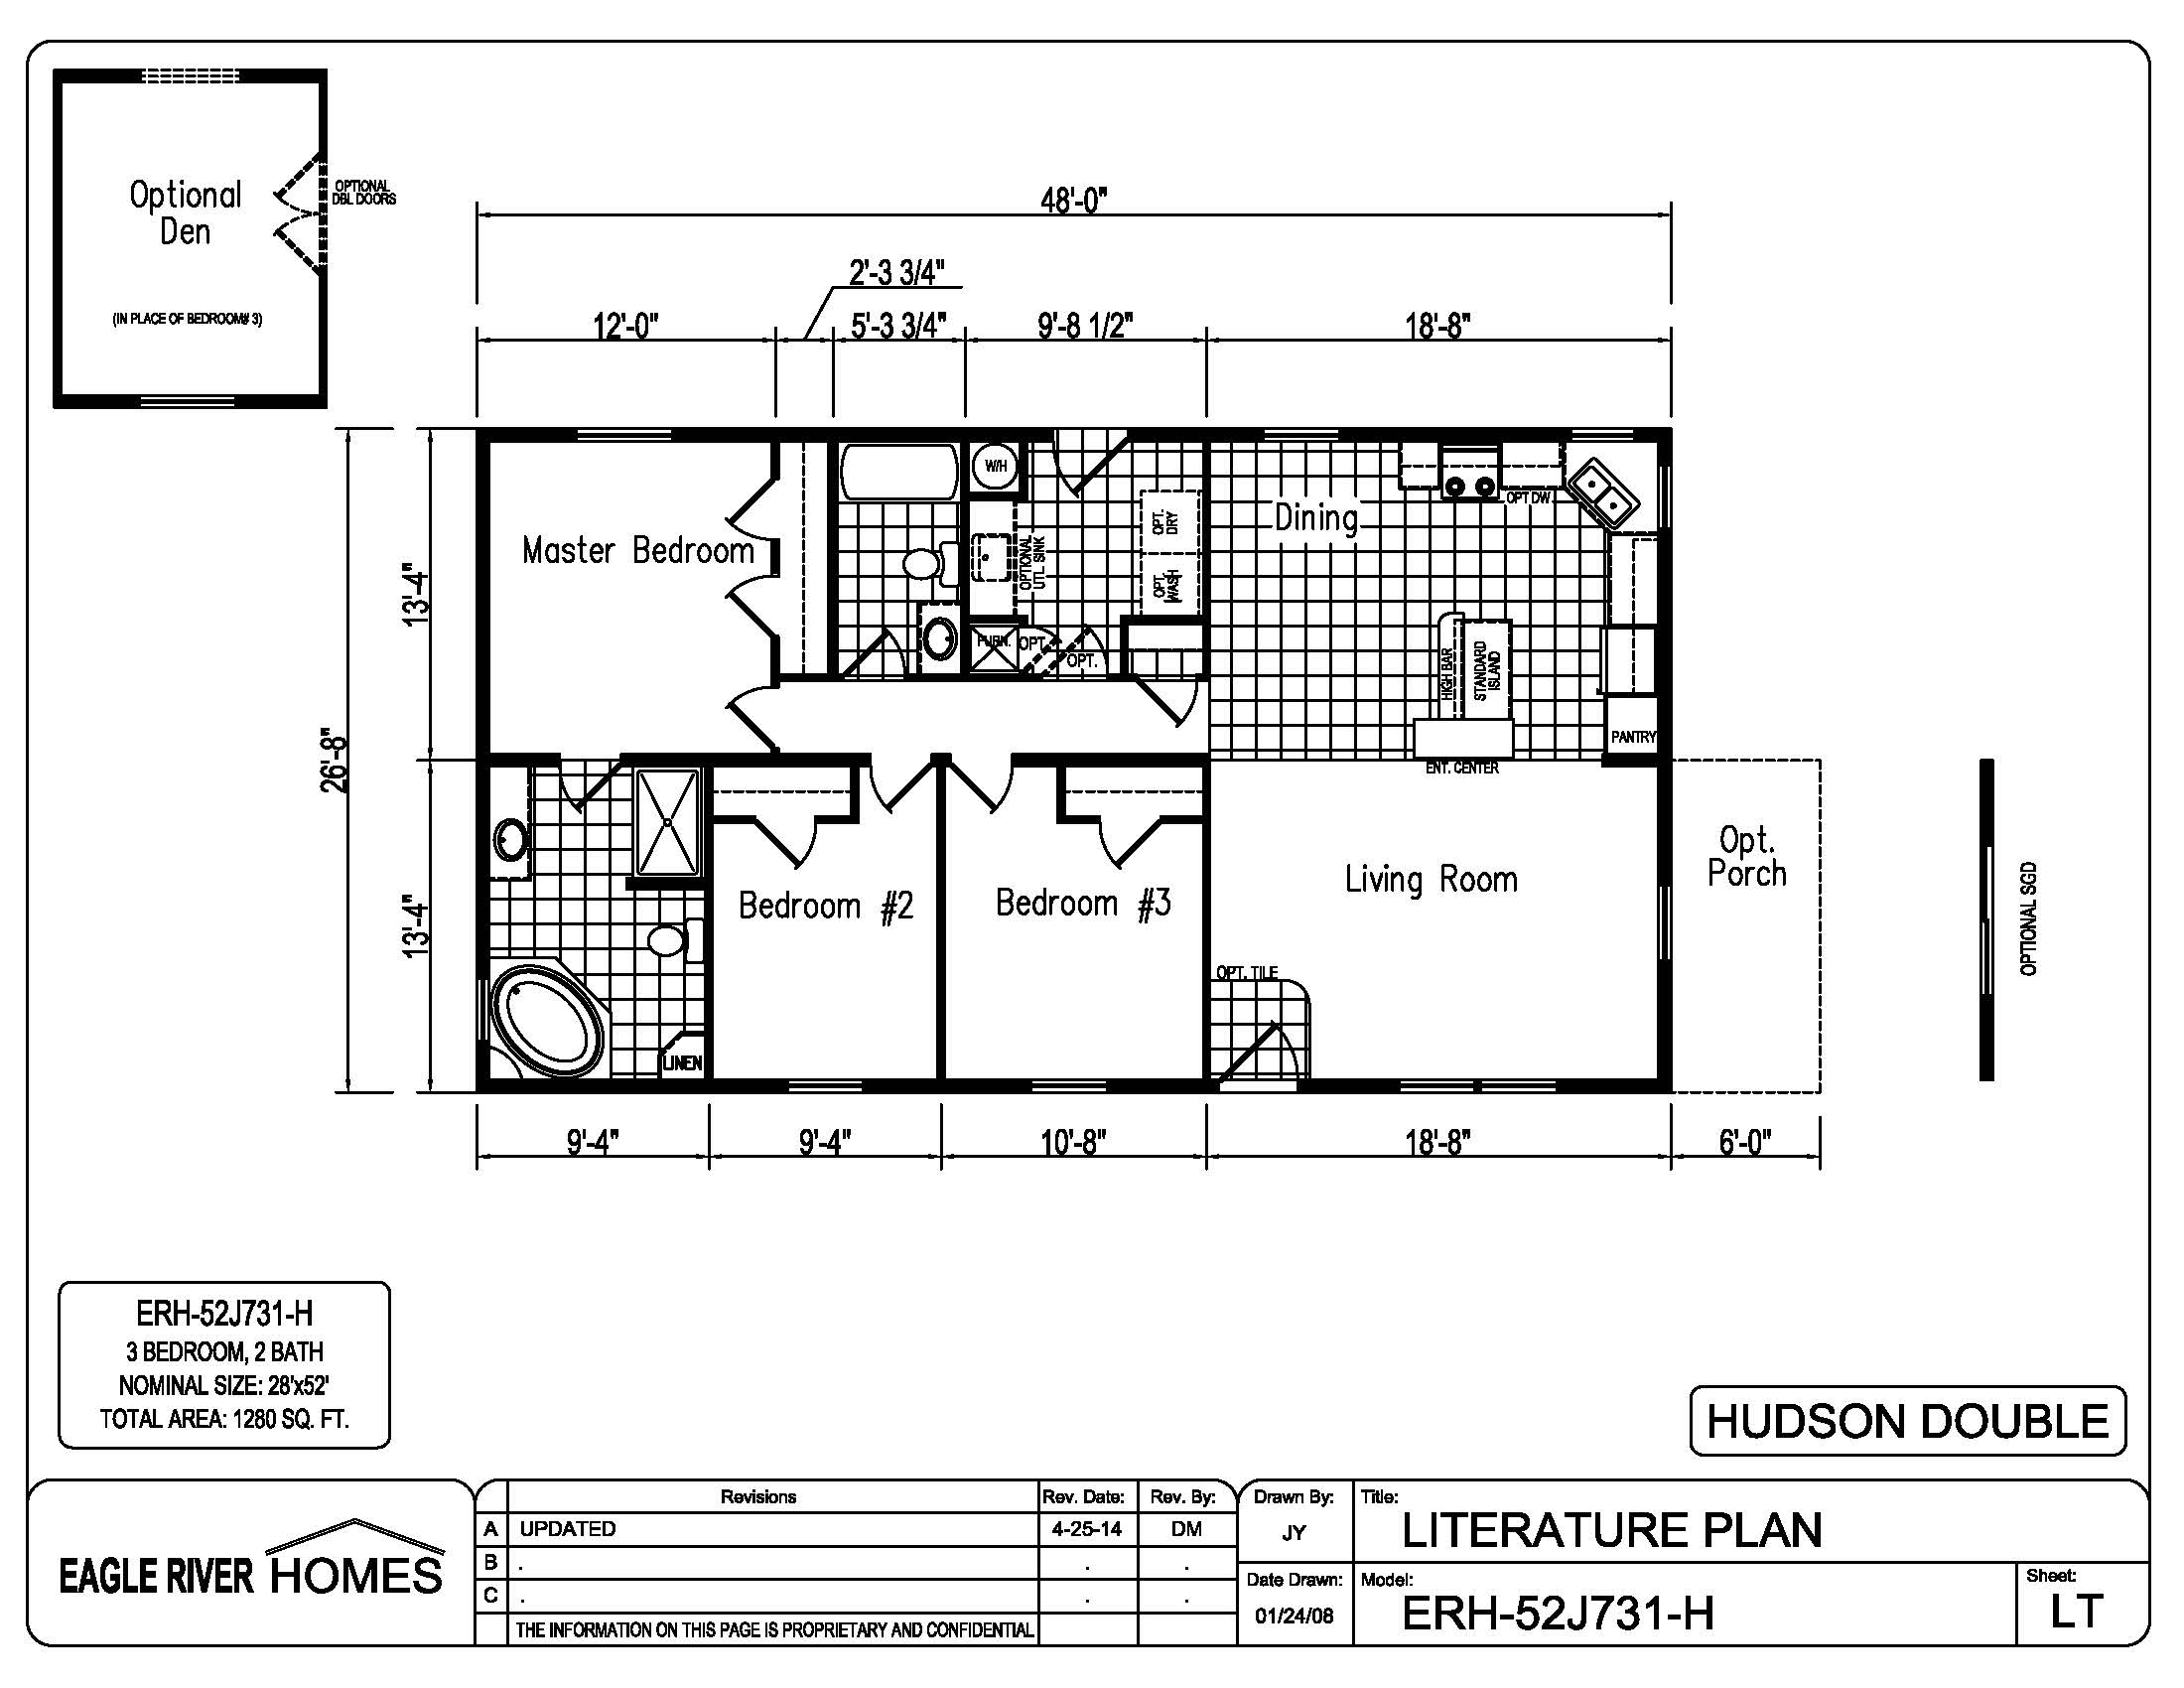 Optional
Den
OPTIONAL
DBL DOORS
(IN PLACE OF BEDROOM# 3)
48'-0"
2'-3 3/4"
12'-0"
5'-3 3/4"
9'-8 1/2"
18'-8"
26'-8"
13'-4"
13'-4"
Master Bedroom
W/H
OPTIONAL
UTL SINK
OPT.
DRY
OPT.
WASH
FURN.
OPT.
OPT.
Dining
OPT DW
HIGH BAR
STANDARD
ISLAND
PANTRY
ENT. CENTER
Bedroom #2
Bedroom #3
Living Room
Opt.
Porch
OPTIONAL SGD
OPT. TILE
LINEN
9'-4"
9'-4"
10'-8"
18'-8"
6'-0"
ERH-52J731-H
3 BEDROOM, 2 BATH
NOMINAL SIZE: 28'x52'
TOTAL AREA: 1280 SQ. FT.
HUDSON DOUBLE
EAGLE RIVER HOMES
Revisions Rev. Date: Rev. By:
A UPDATED 4-25-14 DM
B . . .
C . . .
THE INFORMATION ON THIS PAGE IS PROPRIETARY AND CONFIDENTIAL
Drawn By:
JY
Date Drawn:
01/24/08
Title:
LITERATURE PLAN
Model:
ERH-52J731-H
Sheet:
LT